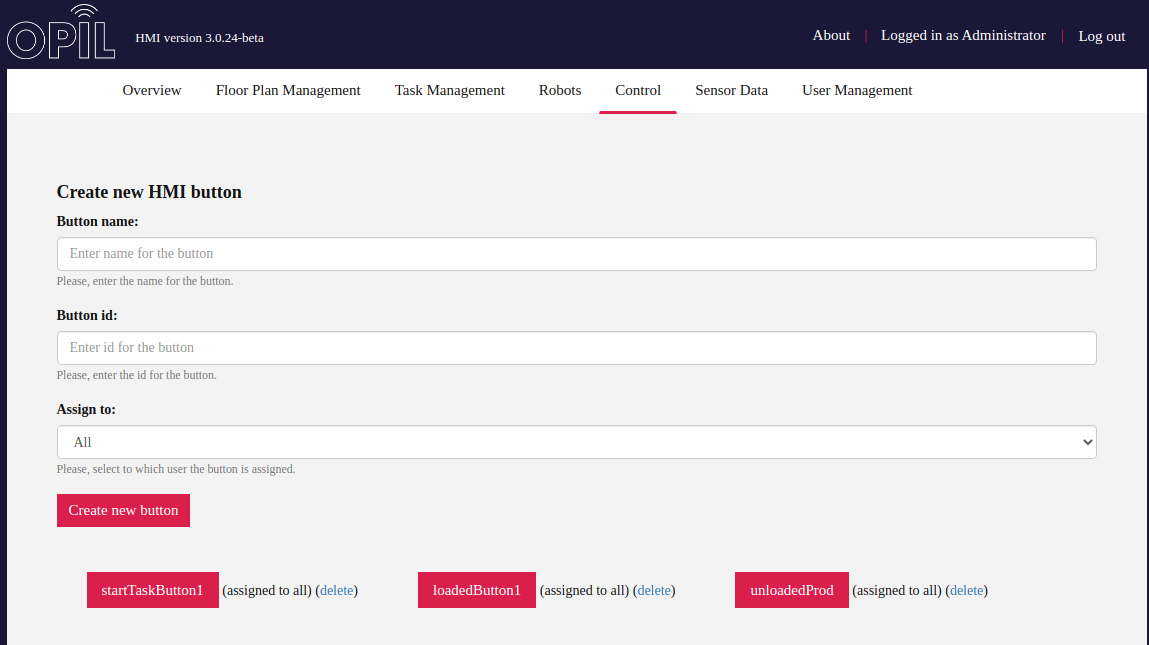 OPIL
HMI version 3.0.24-beta
About | Logged in as Administrator | Log out
Overview Floor Plan Management Task Management Robots Control Sensor Data User Management
Create new HMI button
Button name:
Enter name for the button
Please, enter the name for the button.
Button id:
Enter id for the button
Please, enter the id for the button.
Assign to:
All
Please, select to which user the button is assigned.
Create new button
startTaskButton1 (assigned to all) (delete) loadedButton1 (assigned to all) (delete) unloadedProd (assigned to all) (delete)